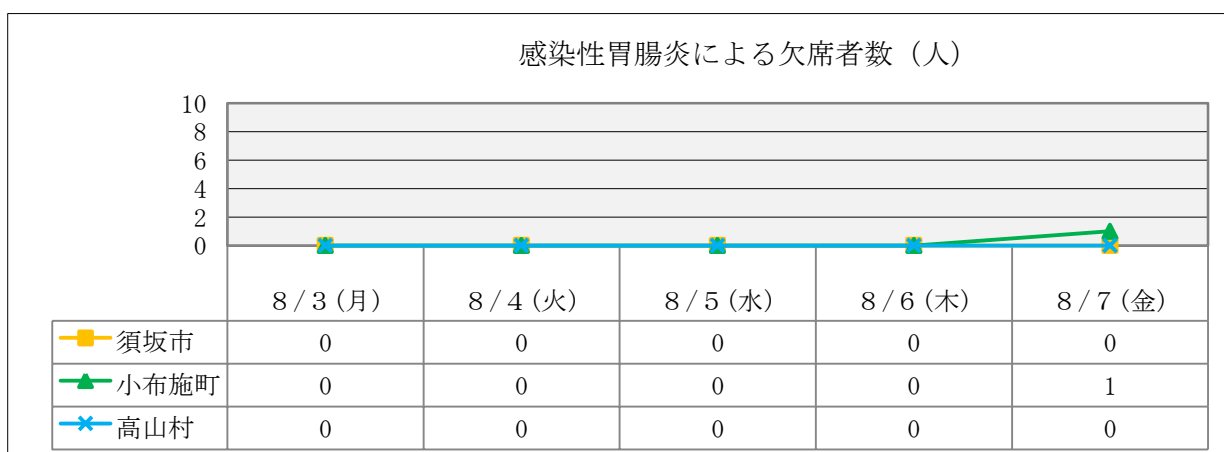 感染性胃腸炎による欠席者数（人）
10
8
6
4
2
0
８/３(月) ８/４(火) ８/５(水) ８/６(木) ８/７(金)
須坂市 0 0 0 0 0
小布施町 0 0 0 0 1
高山村 0 0 0 0 0